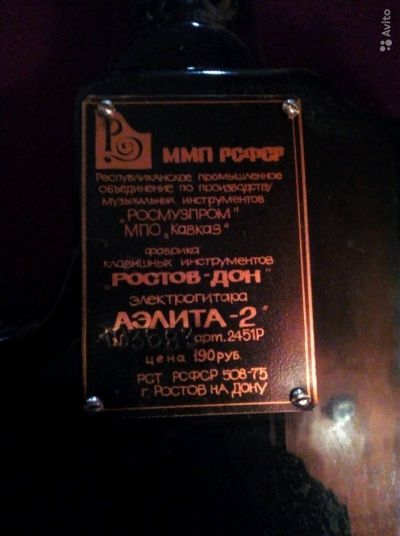 Avito
Р
ММП РСФСР
Республиканское промышленное
объединение по производству
музыкальных инструментов
„РОСМУЗПРОМ"
МПО „Кавказ"
фабрика
клавишных инструментов
„РОСТОВ-ДОН"
электрогитара
„АЭЛИТА-2"
арт. 2451Р
цена 190 РУБ.
РСТ РСФСР 508-75
г. РОСТОВ НА ДОНУ